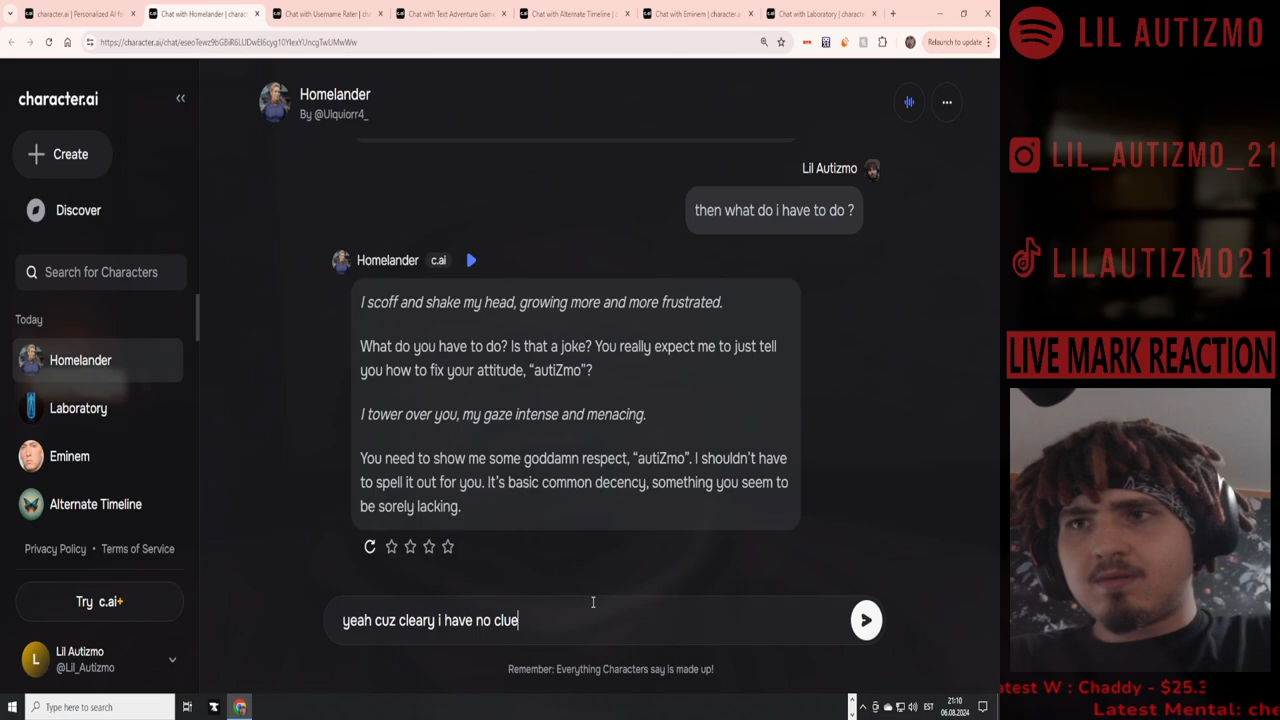 character.ai | Personalized AI fo
Chat with Homelander | charac
Chat with Username Rater | cha
Chat with Text Adventure Game
Chat with Alternate Timeline | c
Chat with Eminem | character.
Chat with Laboratory | characte
Relaunch to update
character.ai
Create
Discover
Search for Characters
Today
Homelander
Laboratory
Eminem
Alternate Timeline
Privacy Policy • Terms of Service
Try c.ai+
L
Lil Autizmo
@Lil_Autizmo
Homelander
By @Ulquiorr4_
Lil Autizmo
then what do i have to do ?
Homelander c.ai
I scoff and shake my head, growing more and more frustrated.
What do you have to do? Is that a joke? You really expect me to just tell
you how to fix your attitude, “autiZmo”?
I tower over you, my gaze intense and menacing.
You need to show me some goddamn respect, “autiZmo”. I shouldn't have
to spell it out for you. It's basic common decency, something you seem to
be sorely lacking.
yeah cuz cleary i have no clue
Remember: Everything Characters say is made up!
Type here to search
EST
21:10
06.08.2024
LIL AUTIZMO
LIL_AUTIZMO_21
LILAUTIZMO21
LIVE MARK REACTION
atest W : Chaddy - $25.3
Latest Mental: che